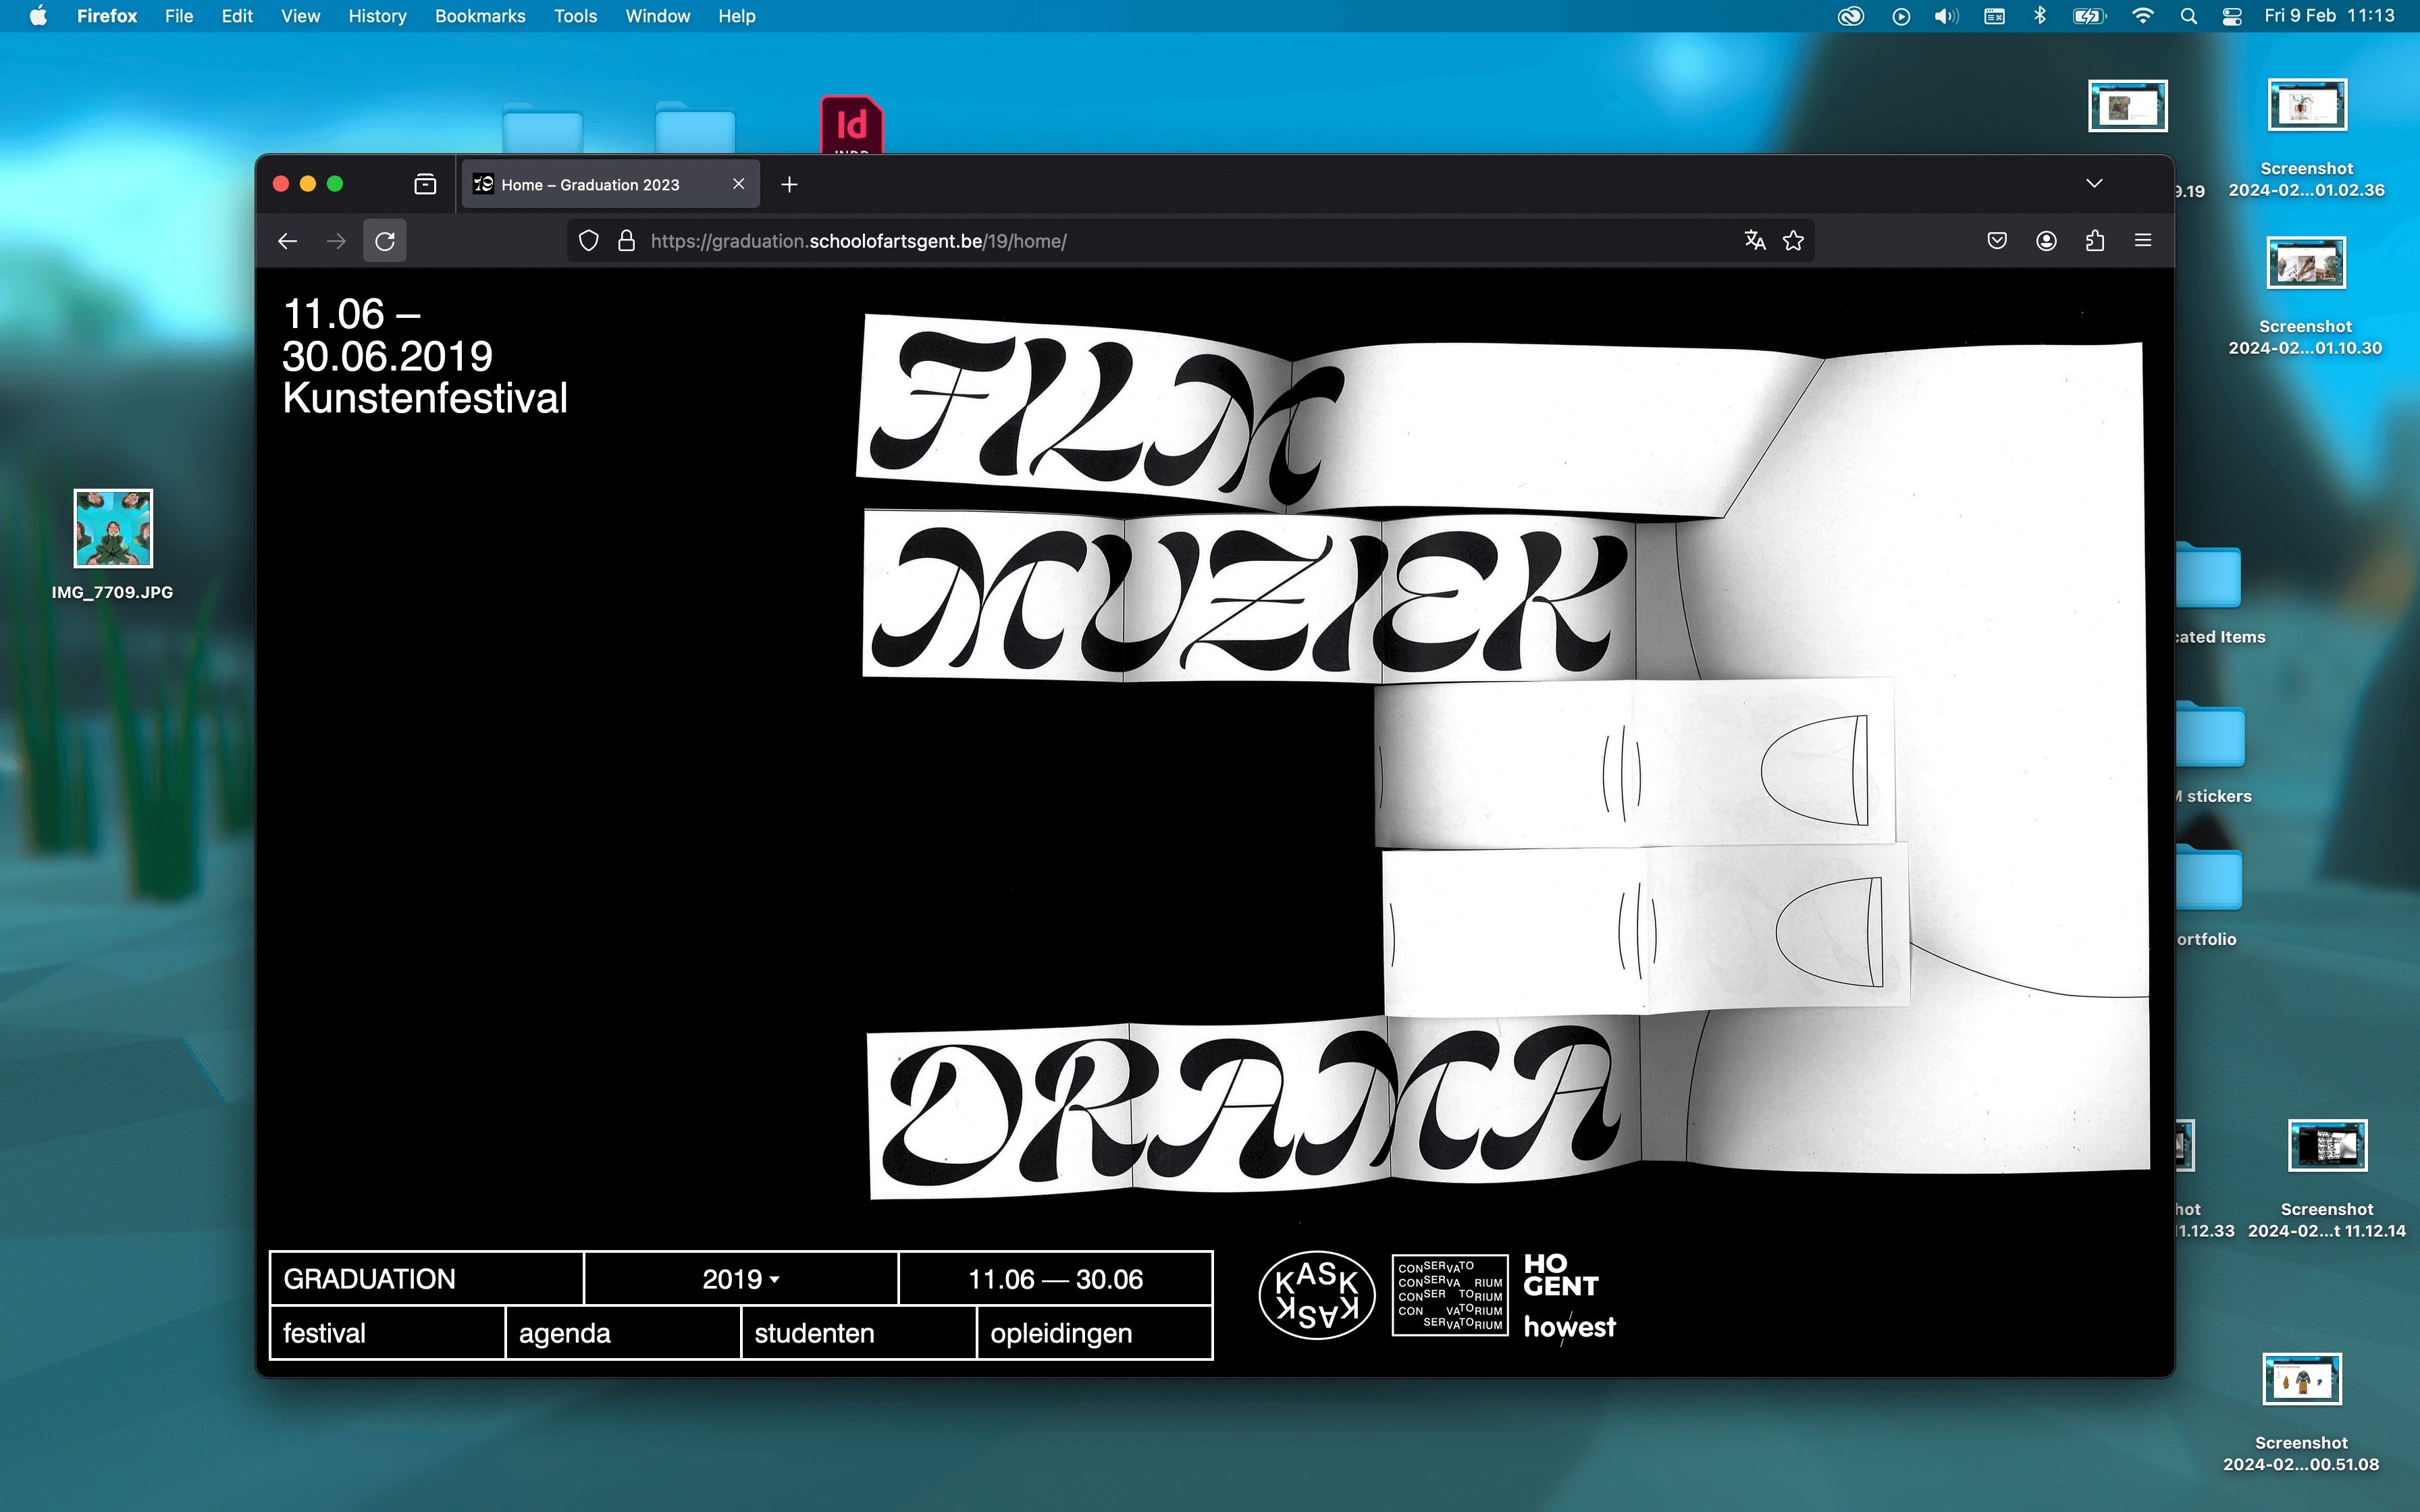 Firefox File Edit View History Bookmarks Tools Window Help
Fri 9 Feb 11:13
Id
Home – Graduation 2023
https://graduation.schoolofartsgent.be/19/home/
11.06 –
30.06.2019
Kunstenfestival
FILM
MUZIEK
DRAMA
GRADUATION
2019
11.06 — 30.06
festival
agenda
studenten
opleidingen
KASK
KASK
CONSERVATO
CONSERVA RIUM
CONSER TORIUM
CON VATORIUM
SERVATORIUM
HO
GENT
howest
IMG_7709.JPG
9.19
Screenshot
2024-02...01.02.36
Screenshot
2024-02...01.10.30
cated Items
M stickers
ortfolio
hot
11.12.33
Screenshot
2024-02...t 11.12.14
Screenshot
2024-02...00.51.08